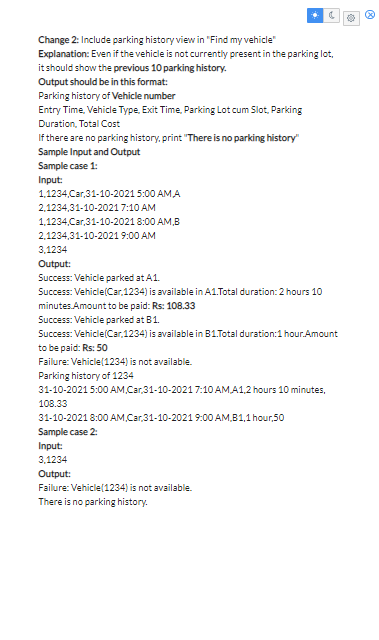 Change 2: Include parking history view in "Find my vehicle"
Explanation: Even if the vehicle is not currently present in the parking lot,
it should show the previous 10 parking history.
Output should be in this format:
Parking history of Vehicle number
Entry Time, Vehicle Type, Exit Time, Parking Lot cum Slot, Parking
Duration, Total Cost
If there are no parking history, print "There is no parking history"
Sample Input and Output
Sample case 1:
Input:
1,1234,Car,31-10-2021 5:00 AM,A
2,1234,31-10-2021 7:10 AM
1,1234,Car,31-10-2021 8:00 AM,B
2,1234,31-10-2021 9:00 AM
3,1234
Output:
Success: Vehicle parked at A1.
Success: Vehicle(Car,1234) is available in A1.Total duration: 2 hours 10
minutes.Amount to be paid: Rs: 108.33
Success: Vehicle parked at B1.
Success: Vehicle(Car,1234) is available in B1.Total duration:1 hour.Amount
to be paid: Rs: 50
Failure: Vehicle(1234) is not available.
Parking history of 1234
31-10-2021 5:00 AM,Car,31-10-2021 7:10 AM,A1,2 hours 10 minutes,
108.33
31-10-2021 8:00 AM,Car,31-10-2021 9:00 AM,B1,1 hour,50
Sample case 2:
Input:
3,1234
Output:
Failure: Vehicle(1234) is not available.
There is no parking history.